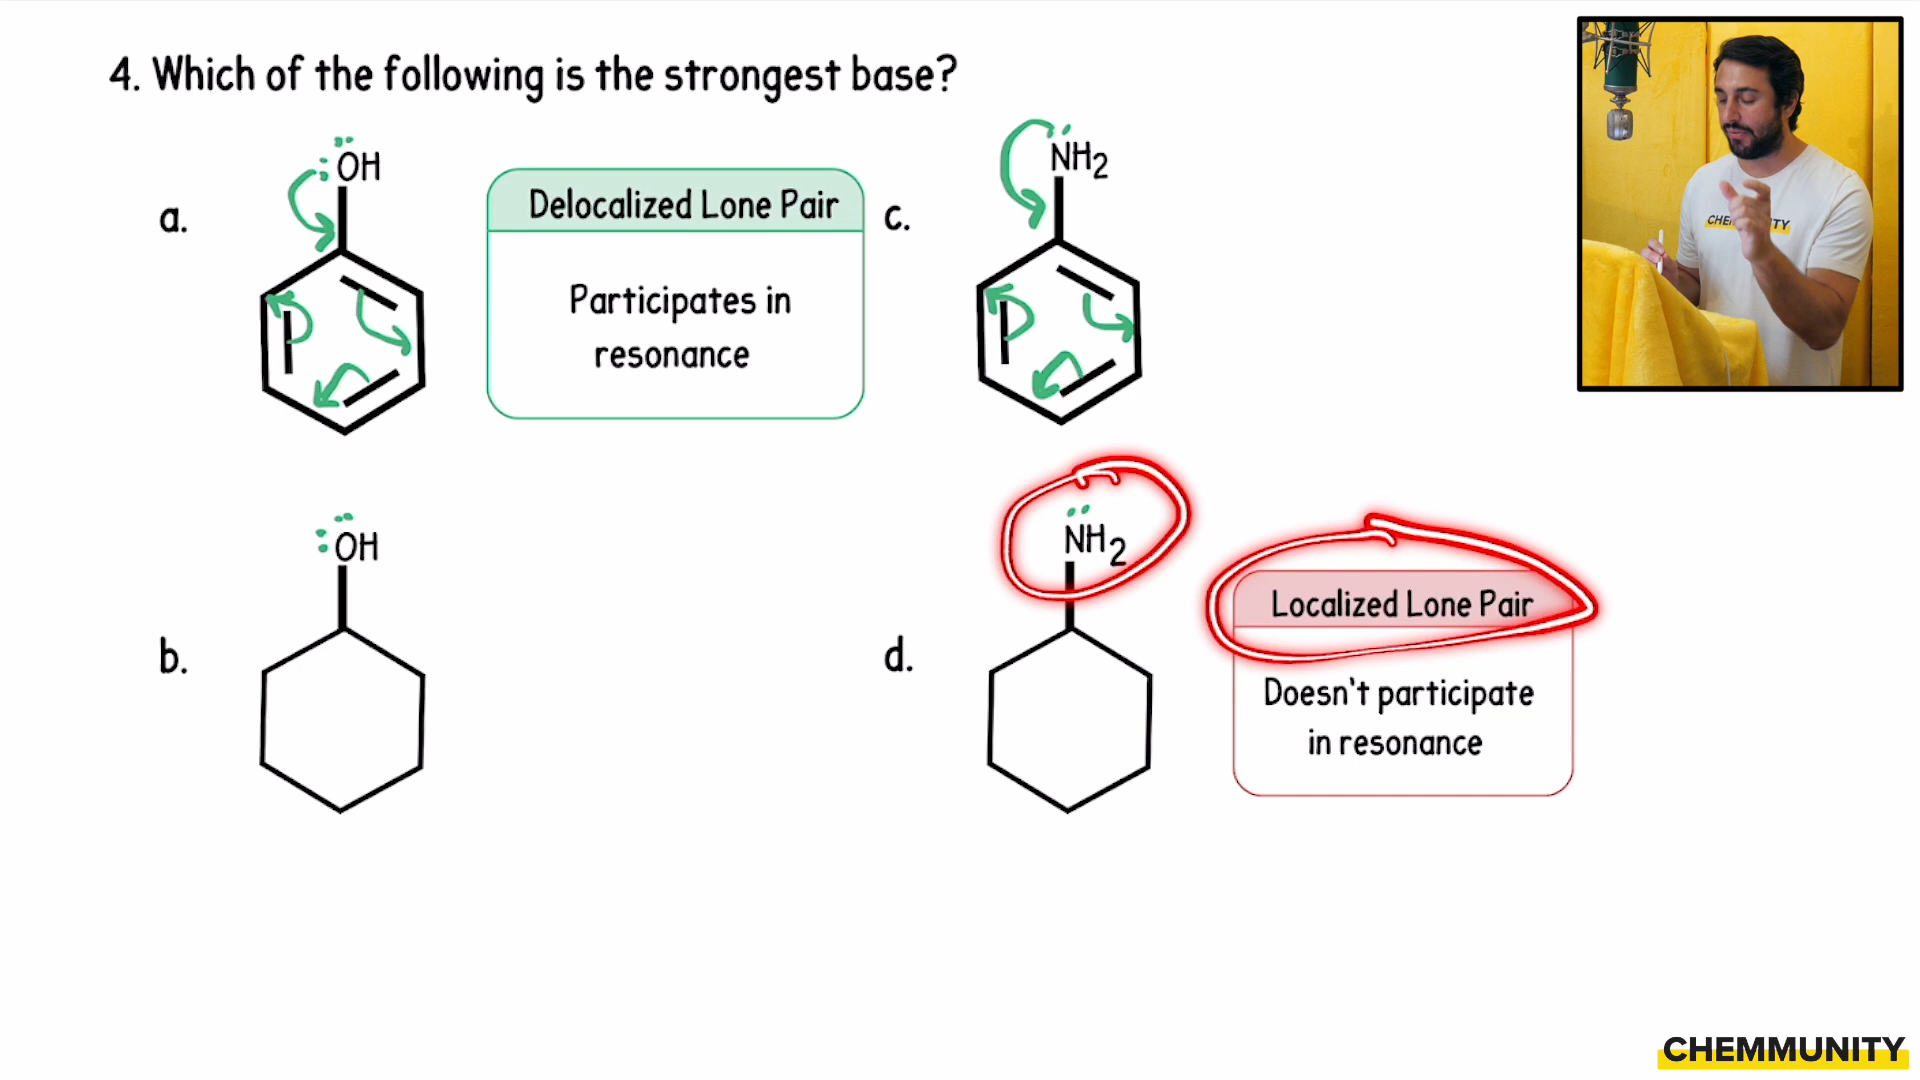 4. Which of the following is the strongest base?
OH
a.
Delocalized Lone Pair
Participates in
resonance
NH2
c.
OH
b.
NH2
d.
Localized Lone Pair
Doesn't participate
in resonance
CHEMMUNITY